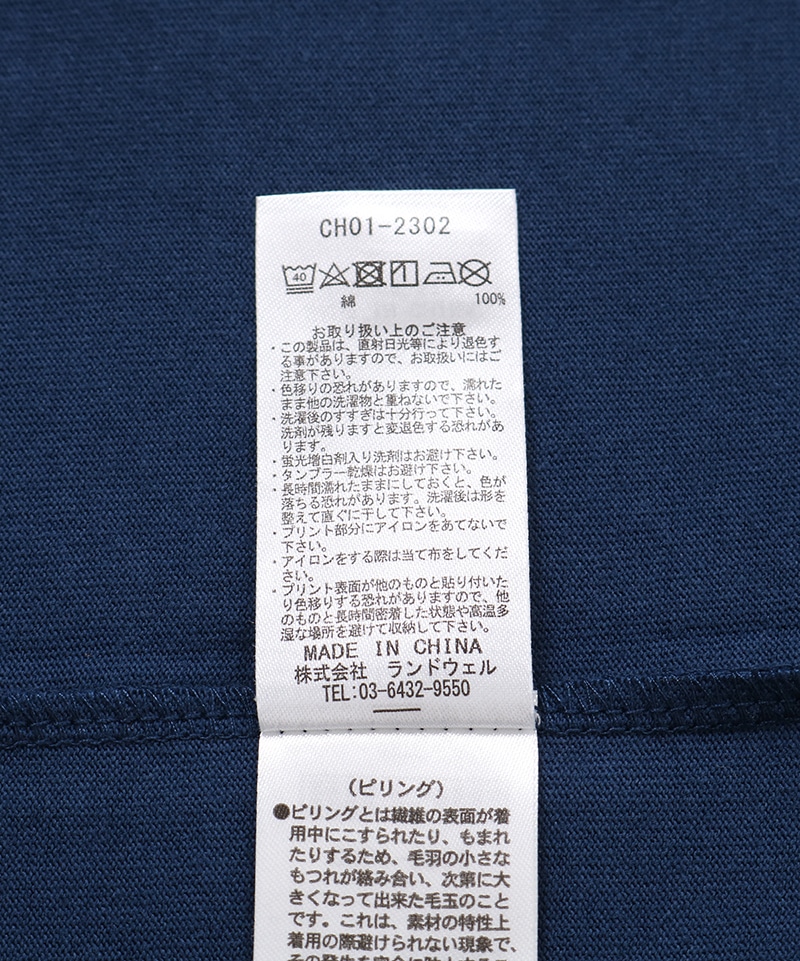 CH01-2302
40
綿 100%
お取り扱い上のご注意
・この製品は、直射日光等により退色す
る事がありますので、お取扱いにはご
注意下さい。
・色移りの恐れがありますので、濡れた
まま他の洗濯物と重ねないで下さい。
・洗濯後のすすぎは十分行って下さい。
洗剤が残りますと変退色する恐れがあ
ります。
・蛍光増白剤入り洗剤はお避け下さい。
・タンブラー乾燥はお避け下さい。
・長時間濡れたままにしておくと、色が
落ちる恐れがあります。洗濯後は形を
整えて直ぐに干して下さい。
・プリント部分にアイロンをあてないで
下さい。
・アイロンをする際は当て布をしてくだ
さい。
・プリント表面が他のものと貼り付いた
り色移りする恐れがありますので、他
のものと長時間密着した状態や高温多
湿な場所を避けて収納して下さい。
MADE IN CHINA
株式会社 ランドウェル
TEL:03-6432-9550
(ピリング)
●ピリングとは繊維の表面が着
用中にこすられたり、もまれ
たりするため、毛羽の小さな
もつれが絡み合い、次第に大
きくなって出来た毛玉のこと
です。これは、素材の特性上
着用の際避けられない現象で、